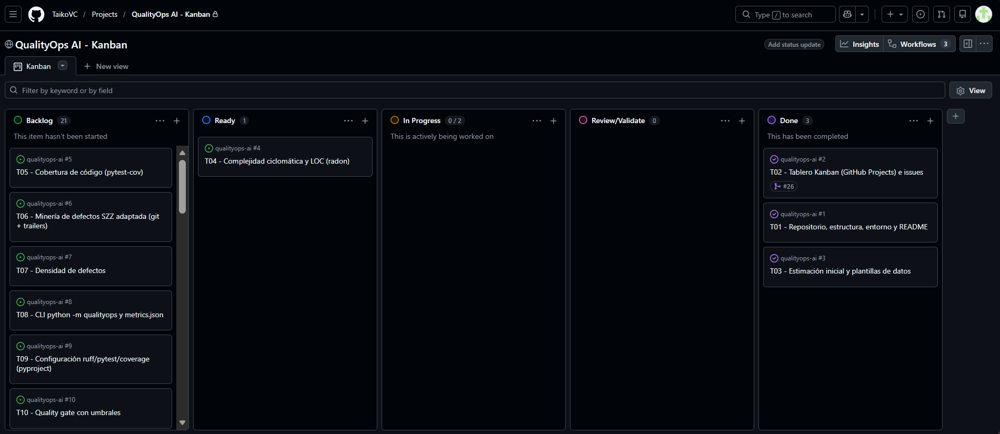 TaikoVC / Projects / QualityOps AI - Kanban
Type / to search
QualityOps AI - Kanban
Add status update
Insights
Workflows 3
Kanban
New view
Filter by keyword or by field
View
Backlog 21
This item hasn't been started
qualityops-ai #5
T05 - Cobertura de código (pytest-cov)
qualityops-ai #6
T06 - Minería de defectos SZZ adaptada (git
+ trailers)
qualityops-ai #7
T07 - Densidad de defectos
qualityops-ai #8
T08 - CLI python -m qualityops y metrics.json
qualityops-ai #9
T09 - Configuración ruff/pytest/coverage
(pyproject)
qualityops-ai #10
T10 - Quality gate con umbrales
Ready 1
qualityops-ai #4
T04 - Complejidad ciclomática y LOC (radon)
In Progress 0 / 2
This is actively being worked on
Review/Validate 0
Done 3
This has been completed
qualityops-ai #2
T02 - Tablero Kanban (GitHub Projects) e issues
#26
qualityops-ai #1
T01 - Repositorio, estructura, entorno y README
qualityops-ai #3
T03 - Estimación inicial y plantillas de datos